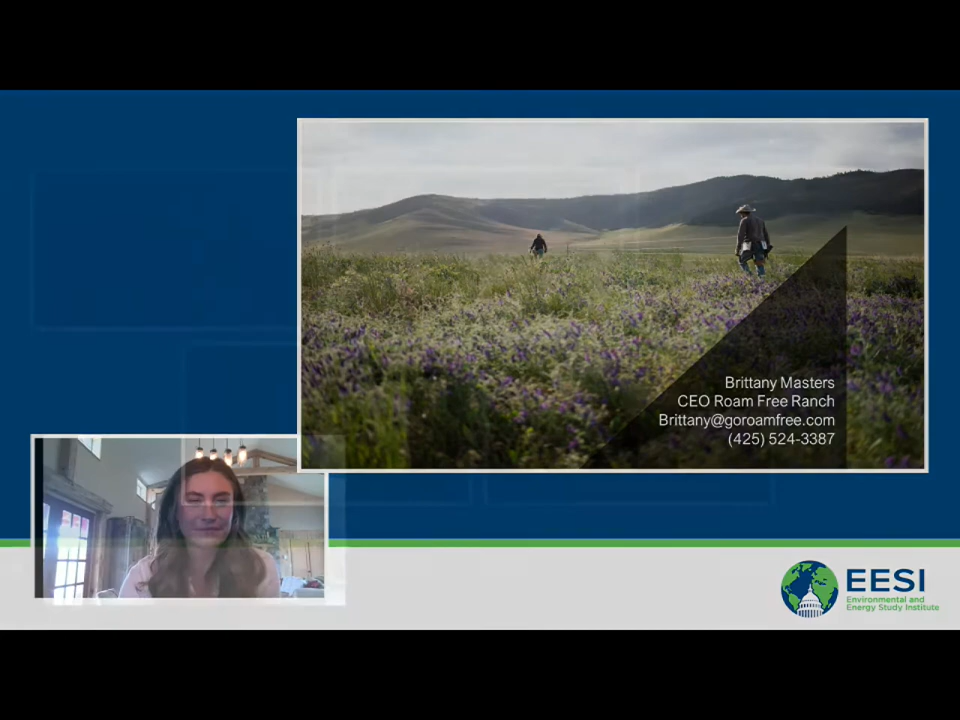 Brittany Masters
CEO Roam Free Ranch
Brittany@goroamfree.com
(425) 524-3387
EESI
Environmental and
Energy Study Institute